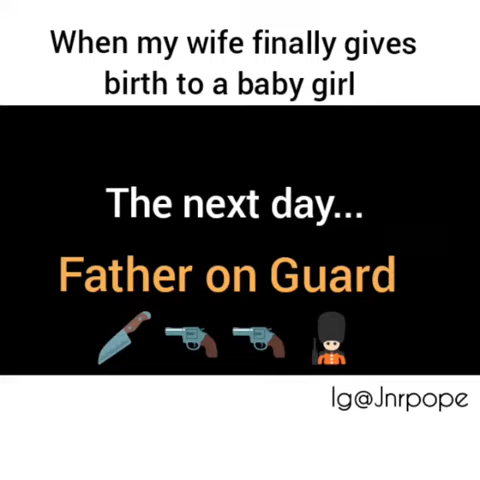 When my wife finally gives
birth to a baby girl
The next day...
Father on Guard
Ig@Jnrpope